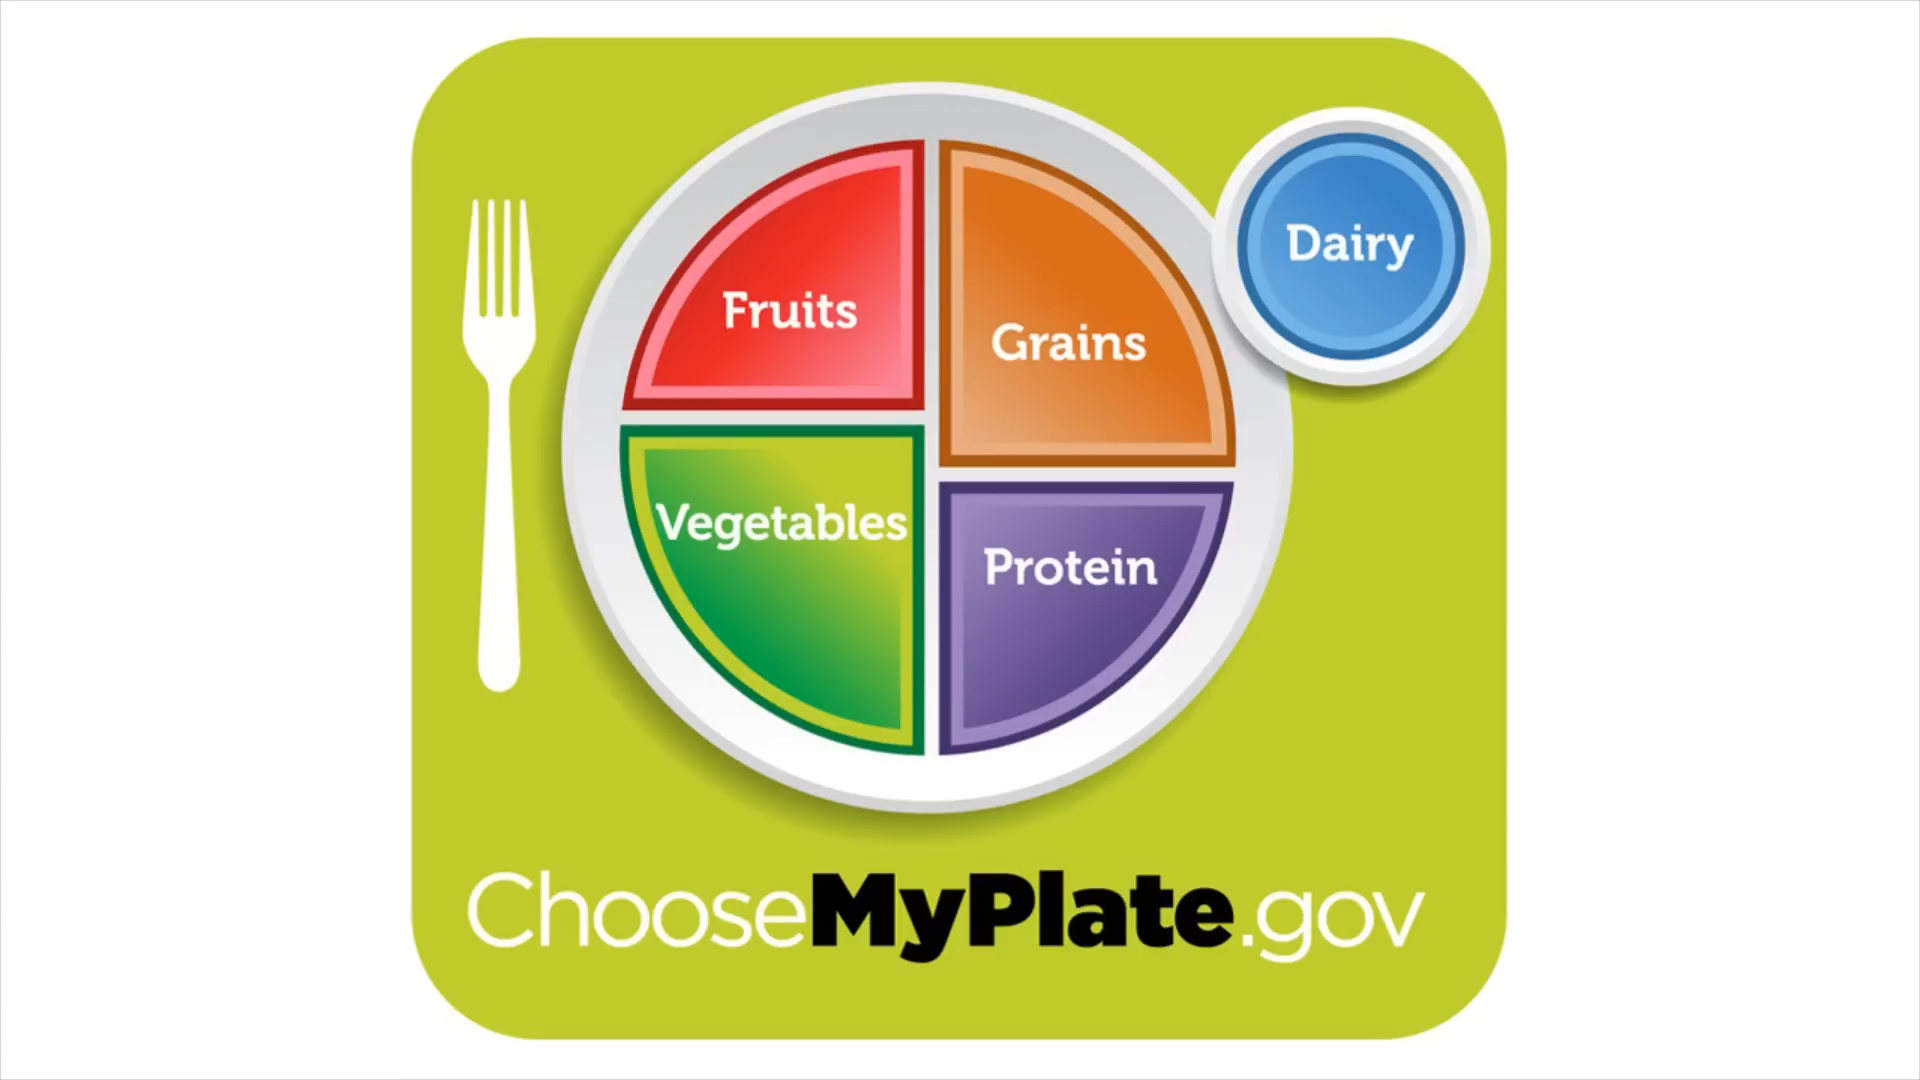 Fruits
Grains
Dairy
Vegetables
Protein
ChooseMyPlate.gov